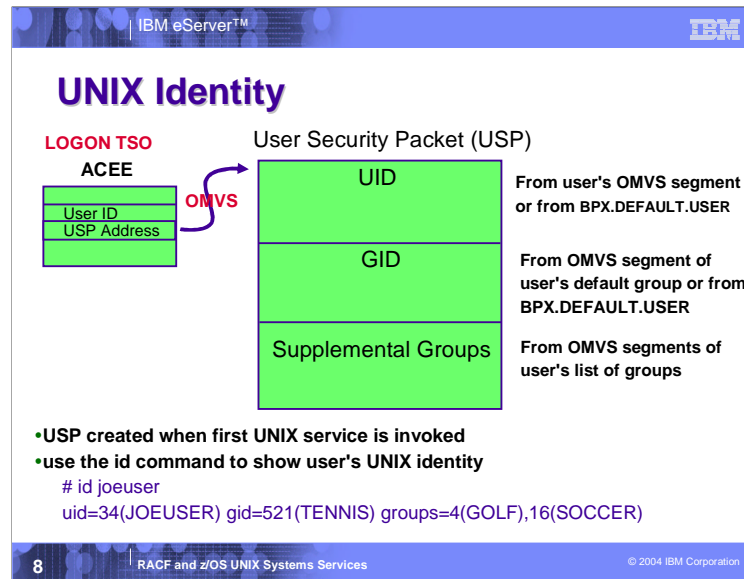 IBM eServer™
IBM
UNIX Identity
LOGON TSO
ACEE
User ID
USP Address
OMVS
User Security Packet (USP)
UID
From user's OMVS segment
or from BPX.DEFAULT.USER
GID
From OMVS segment of
user's default group or from
BPX.DEFAULT.USER
Supplemental Groups
From OMVS segments of
user's list of groups
•USP created when first UNIX service is invoked
•use the id command to show user's UNIX identity
# id joeuser
uid=34(JOEUSER) gid=521(TENNIS) groups=4(GOLF),16(SOCCER)
8
RACF and z/OS UNIX Systems Services
© 2004 IBM Corporation